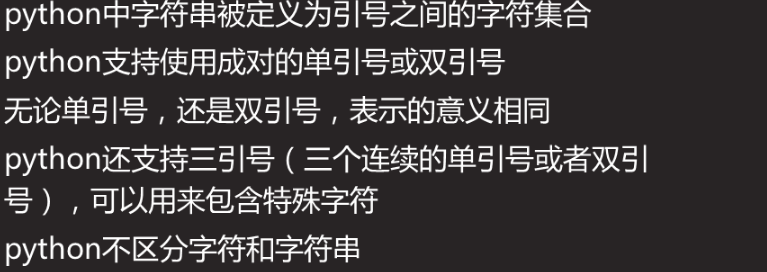 python中字符串被定义为引号之间的字符集合
python支持使用成对的单引号或双引号
无论单引号，还是双引号，表示的意义相同
python还支持三引号（三个连续的单引号或者双引
号），可以用来包含特殊字符
python不区分字符和字符串